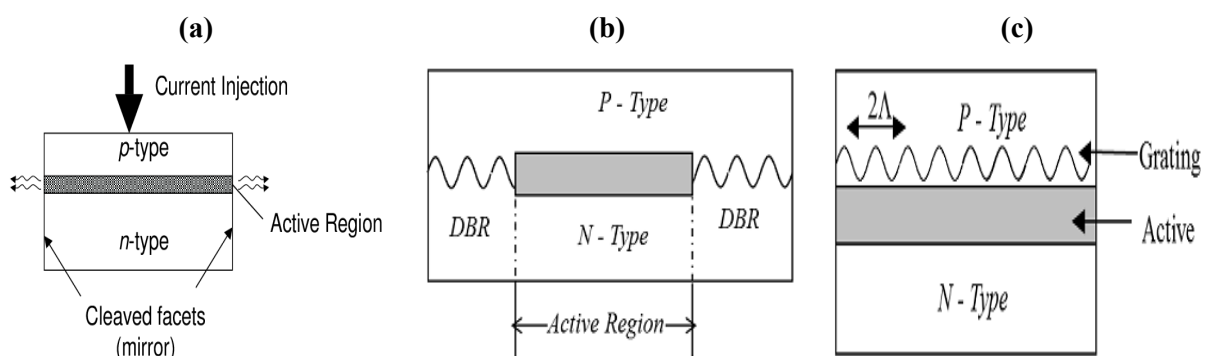 (a)
Current Injection
p-type
Active Region
n-type
Cleaved facets
(mirror)
(b)
P - Type
DBR
DBR
N - Type
Active Region
(c)
2Λ
P - Type
Grating
Active
N - Type